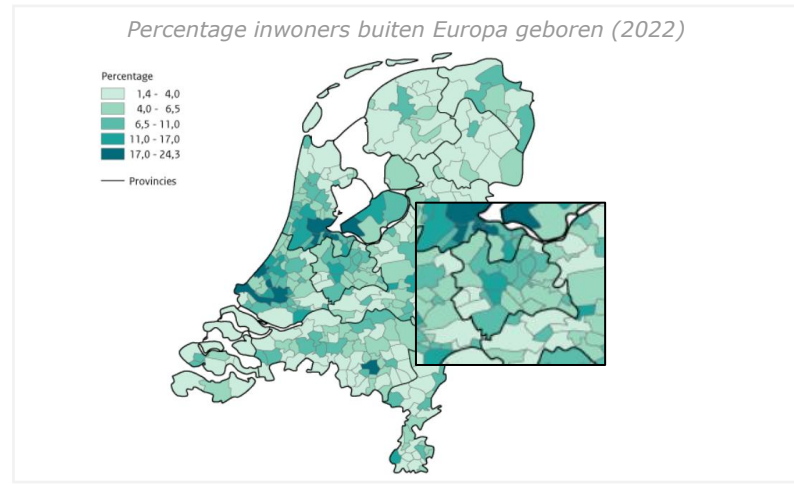 Percentage inwoners buiten Europa geboren (2022)
Percentage
1,4 - 4,0
4,0 - 6,5
6,5 - 11,0
11,0 - 17,0
17,0 - 24,3
Provincies